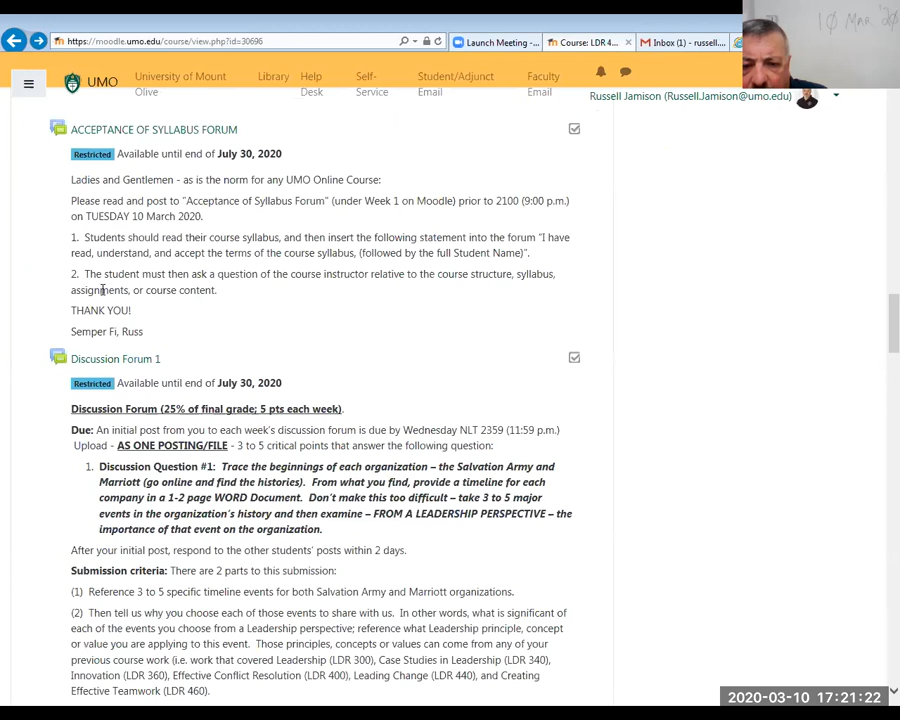 10 Mar 20
https://moodle.umo.edu/course/view.php?id=30696
Launch Meeting -...
Course: LDR 4...
Inbox (1) - russell....
UMO
University of Mount Olive
Library
Help Desk
Self-Service
Student/Adjunct Email
Faculty Email
Russell Jamison (Russell.Jamison@umo.edu)
ACCEPTANCE OF SYLLABUS FORUM
Restricted Available until end of July 30, 2020
Ladies and Gentlemen - as is the norm for any UMO Online Course:
Please read and post to “Acceptance of Syllabus Forum” (under Week 1 on Moodle) prior to 2100 (9:00 p.m.)
on TUESDAY 10 March 2020.
1. Students should read their course syllabus, and then insert the following statement into the forum “I have
read, understand, and accept the terms of the course syllabus, (followed by the full Student Name)”.
2. The student must then ask a question of the course instructor relative to the course structure, syllabus,
assignments, or course content.
THANK YOU!
Semper Fi, Russ
Discussion Forum 1
Restricted Available until end of July 30, 2020
Discussion Forum (25% of final grade; 5 pts each week).
Due: An initial post from you to each week's discussion forum is due by Wednesday NLT 2359 (11:59 p.m.)
Upload - AS ONE POSTING/FILE - 3 to 5 critical points that answer the following question:
1. Discussion Question #1: Trace the beginnings of each organization – the Salvation Army and
Marriott (go online and find the histories). From what you find, provide a timeline for each
company in a 1-2 page WORD Document. Don't make this too difficult – take 3 to 5 major
events in the organization's history and then examine – FROM A LEADERSHIP PERSPECTIVE – the
importance of that event on the organization.
After your initial post, respond to the other students' posts within 2 days.
Submission criteria: There are 2 parts to this submission:
(1) Reference 3 to 5 specific timeline events for both Salvation Army and Marriott organizations.
(2) Then tell us why you choose each of those events to share with us. In other words, what is significant of
each of the events you choose from a Leadership perspective; reference what Leadership principle, concept
or value you are applying to this event. Those principles, concepts or values can come from any of your
previous course work (i.e. work that covered Leadership (LDR 300), Case Studies in Leadership (LDR 340),
Innovation (LDR 360), Effective Conflict Resolution (LDR 400), Leading Change (LDR 440), and Creating
Effective Teamwork (LDR 460).
2020-03-10 17:21:22